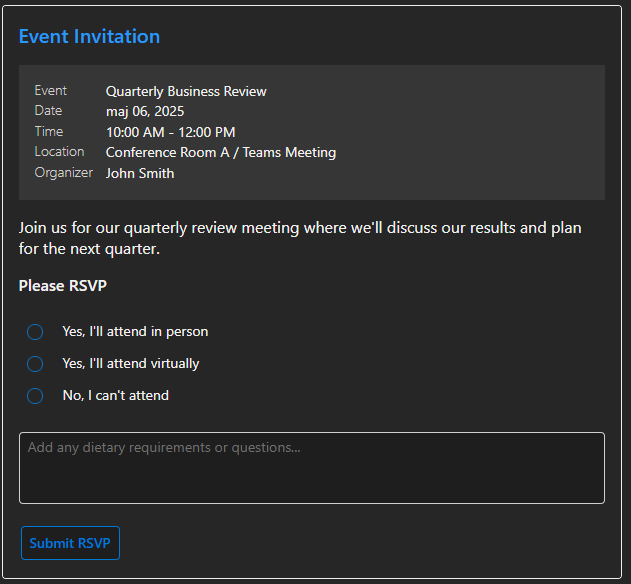 Event Invitation
Event Quarterly Business Review
Date maj 06, 2025
Time 10:00 AM - 12:00 PM
Location Conference Room A / Teams Meeting
Organizer John Smith
Join us for our quarterly review meeting where we'll discuss our results and plan
for the next quarter.
Please RSVP
Yes, I'll attend in person
Yes, I'll attend virtually
No, I can't attend
Add any dietary requirements or questions...
Submit RSVP